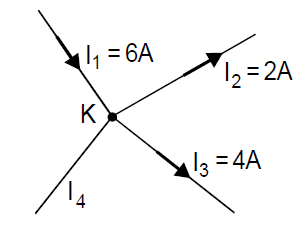 I₁ = 6A
I₂ = 2A
K
I₃ = 4A
I₄